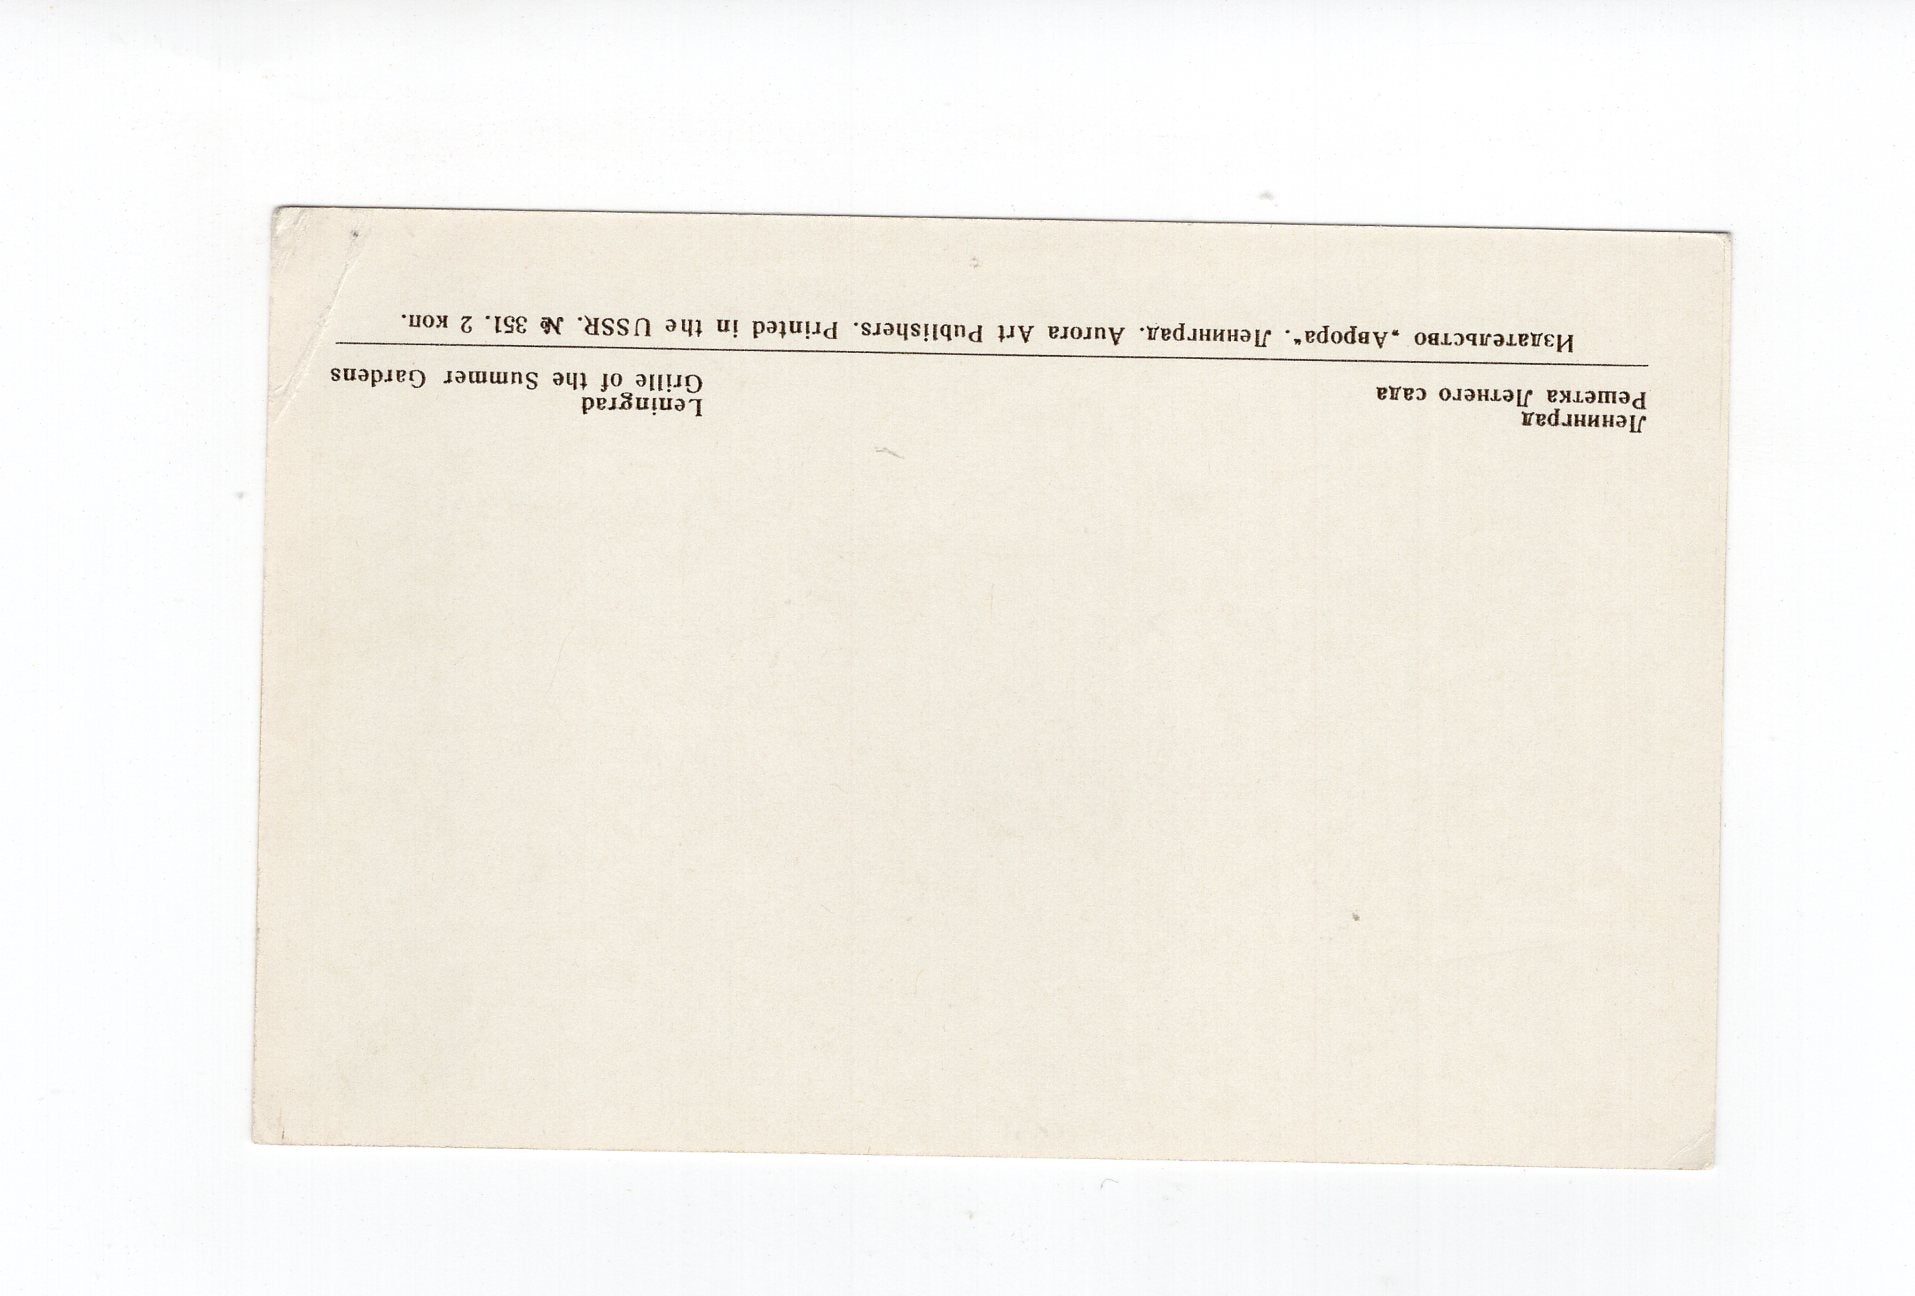 Ленинград
Решетка Летнего сада
Leningrad
Grille of the Summer Gardens
Издательство „Аврора“. Ленинград. Aurora Art Publishers. Printed in the USSR. № 351. 2 коп.